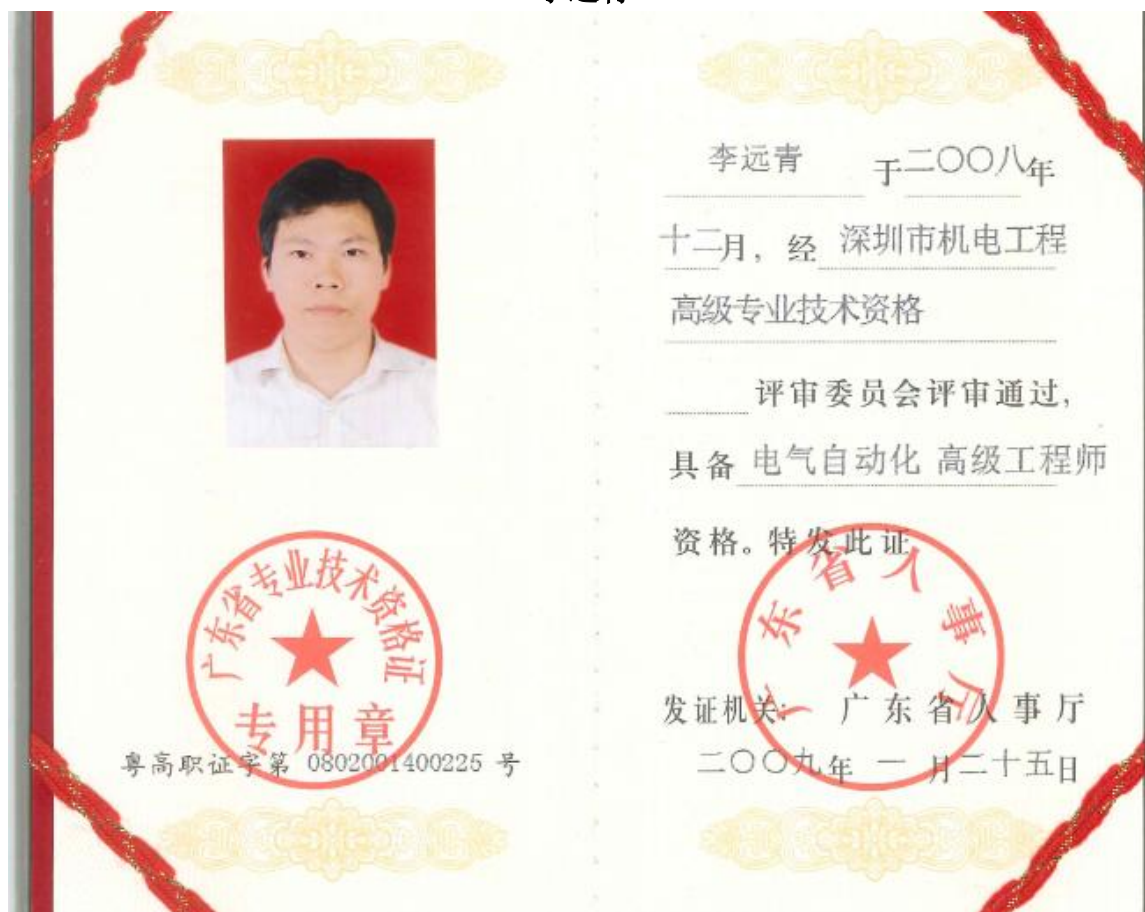 广东省专业技术资格证
专用章
粤高职证字第 0802001400225 号
李远青 于二〇〇八年
十二月，经 深圳市机电工程
高级专业技术资格
评审委员会评审通过，
具备 电气自动化 高级工程师
资格。特发此证
广东省人事厅
发证机关： 广东省人事厅
二〇〇九年 一 月二十五日